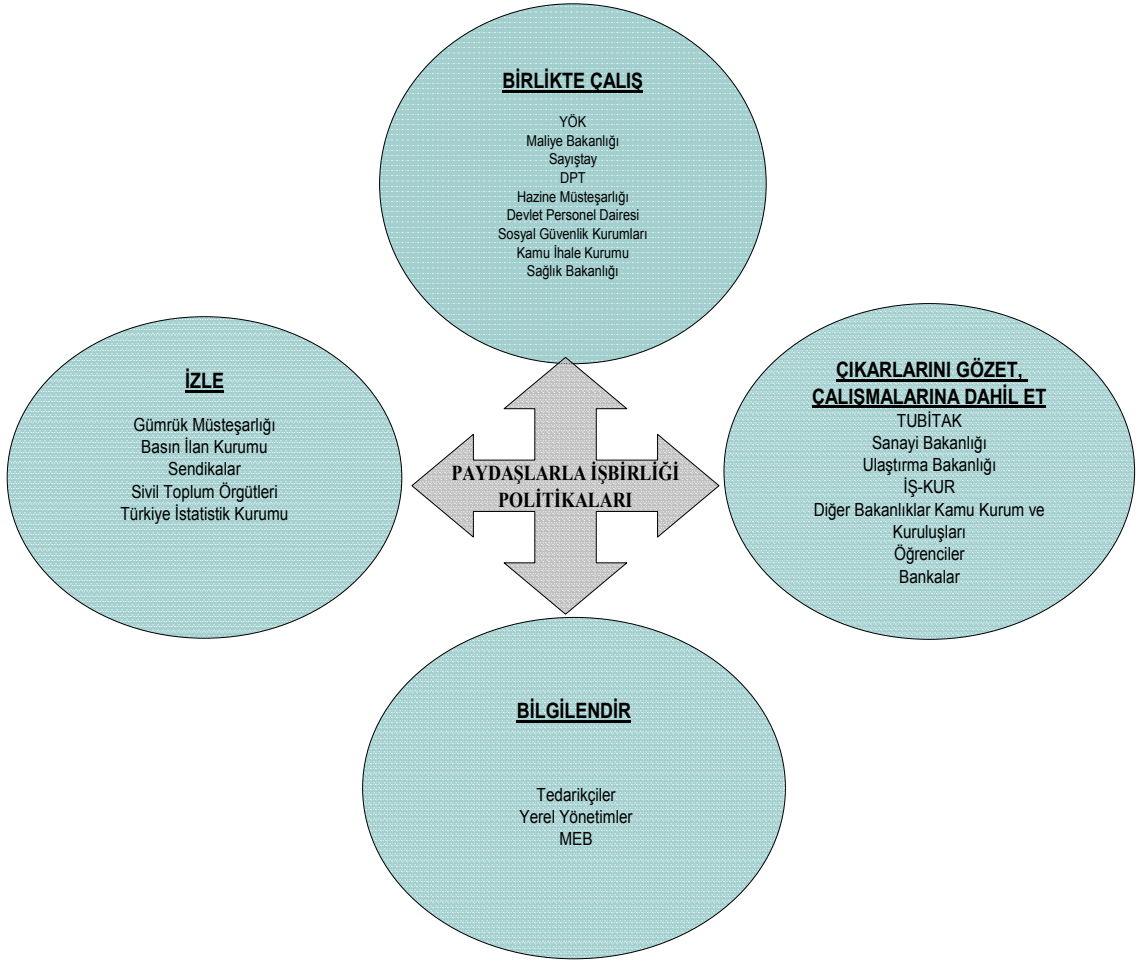 BİRLİKTE ÇALIŞ
YÖK
Maliye Bakanlığı
Sayıştay
DPT
Hazine Müsteşarlığı
Devlet Personel Dairesi
Sosyal Güvenlik Kurumları
Kamu İhale Kurumu
Sağlık Bakanlığı
İZLE
Gümrük Müsteşarlığı
Basın İlan Kurumu
Sendikalar
Sivil Toplum Örgütleri
Türkiye İstatistik Kurumu
PAYDAŞLARLA İŞBİRLİĞİ
POLİTİKALARI
ÇIKARLARINI GÖZET,
ÇALIŞMALARINA DAHİL ET
TUBİTAK
Sanayi Bakanlığı
Ulaştırma Bakanlığı
İŞ-KUR
Diğer Bakanlıklar Kamu Kurum ve
Kuruluşları
Öğrenciler
Bankalar
BİLGİLENDİR
Tedarikçiler
Yerel Yönetimler
MEB